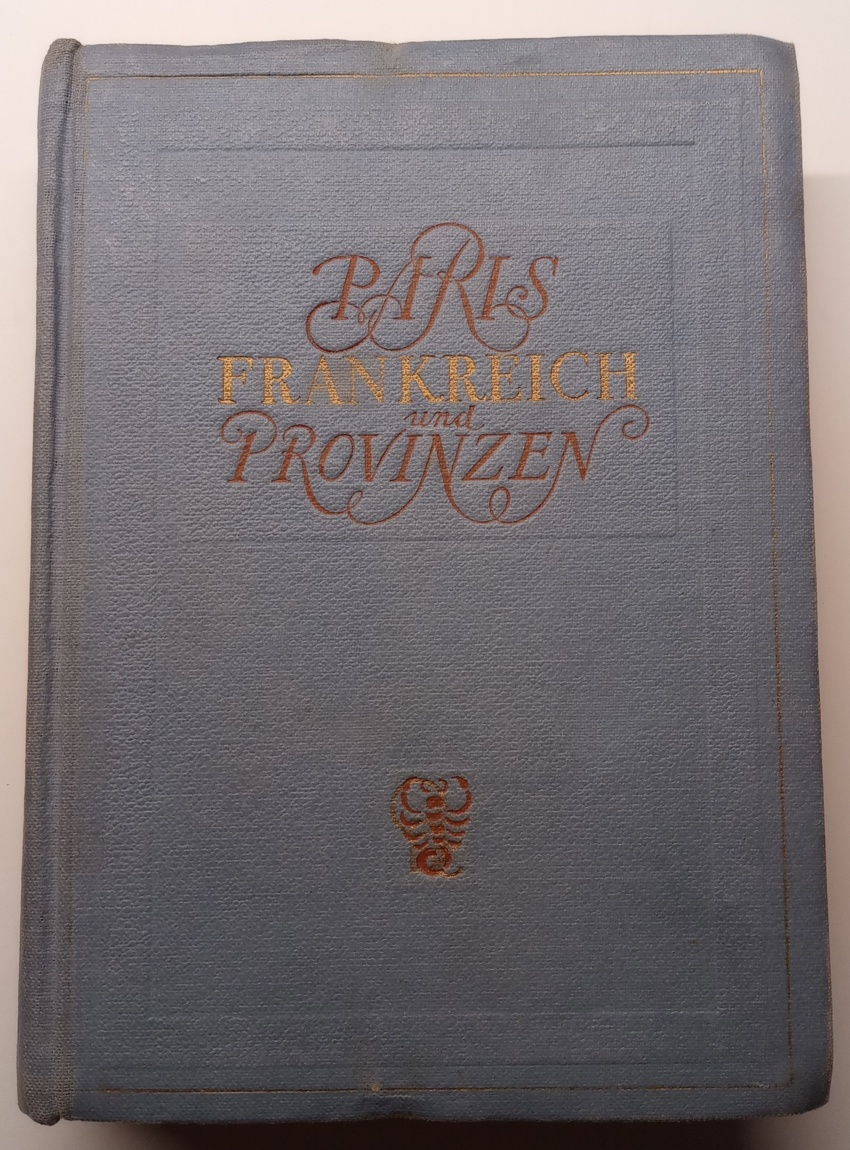 PARIS
FRANKREICH
und
PROVINZEN